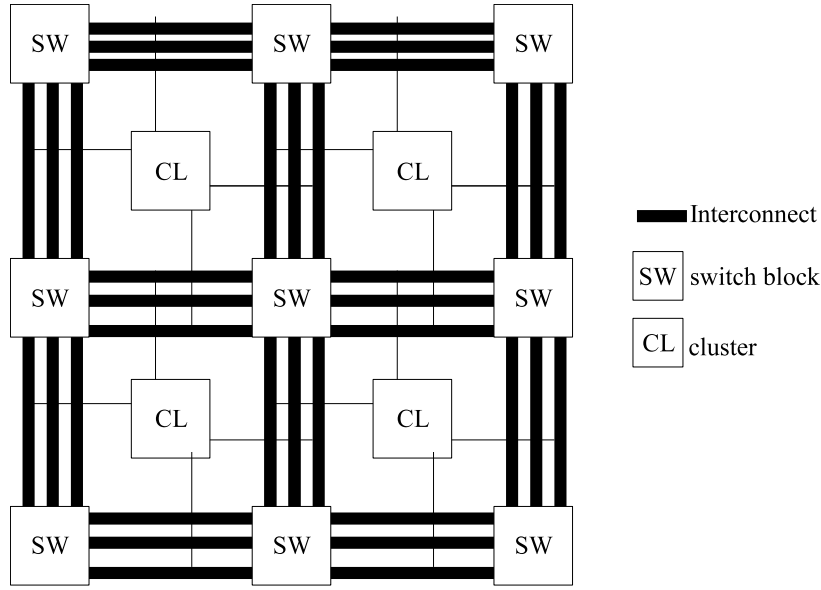 SW SW SW
CL CL
SW SW SW
CL CL
SW SW SW
Interconnect
SW switch block
CL cluster